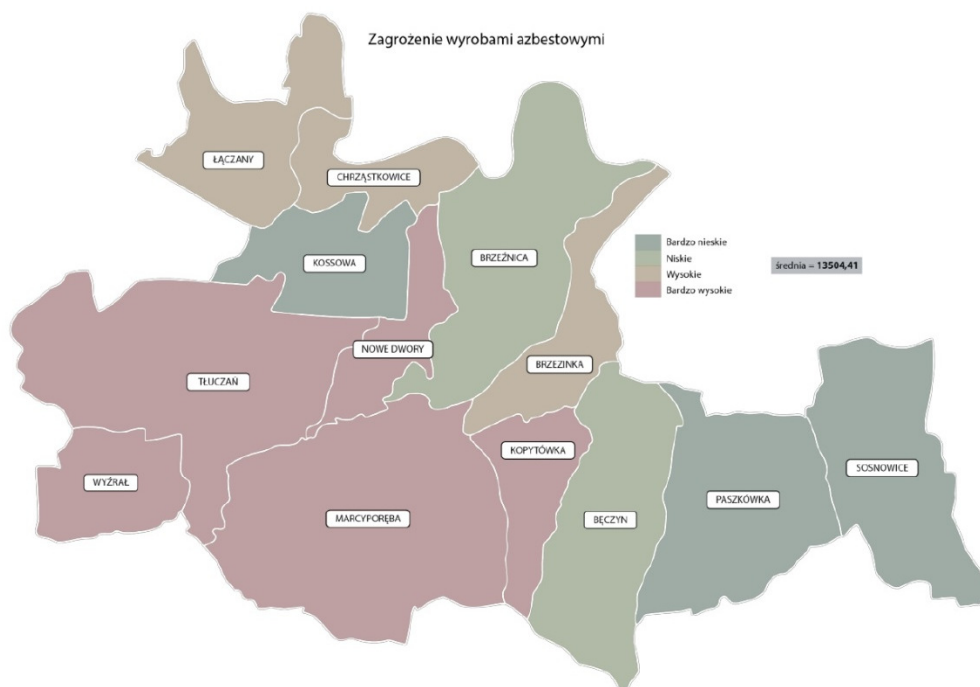 Zagrożenie wyrobami azbestowymi
ŁĄCZANY
CHRZĄSTKOWICE
KOSSOWA
BRZEŹNICA
Bardzo nieskie
Niskie
Wysokie
Bardzo wysokie
średnia = 13504,41
NOWE DWORY
BRZEZINKA
TŁUCZAŃ
KOPYTÓWKA
WYŹRAŁ
SOSNOWICE
PASZKÓWKA
MARCYPORĘBA
BĘCZYN